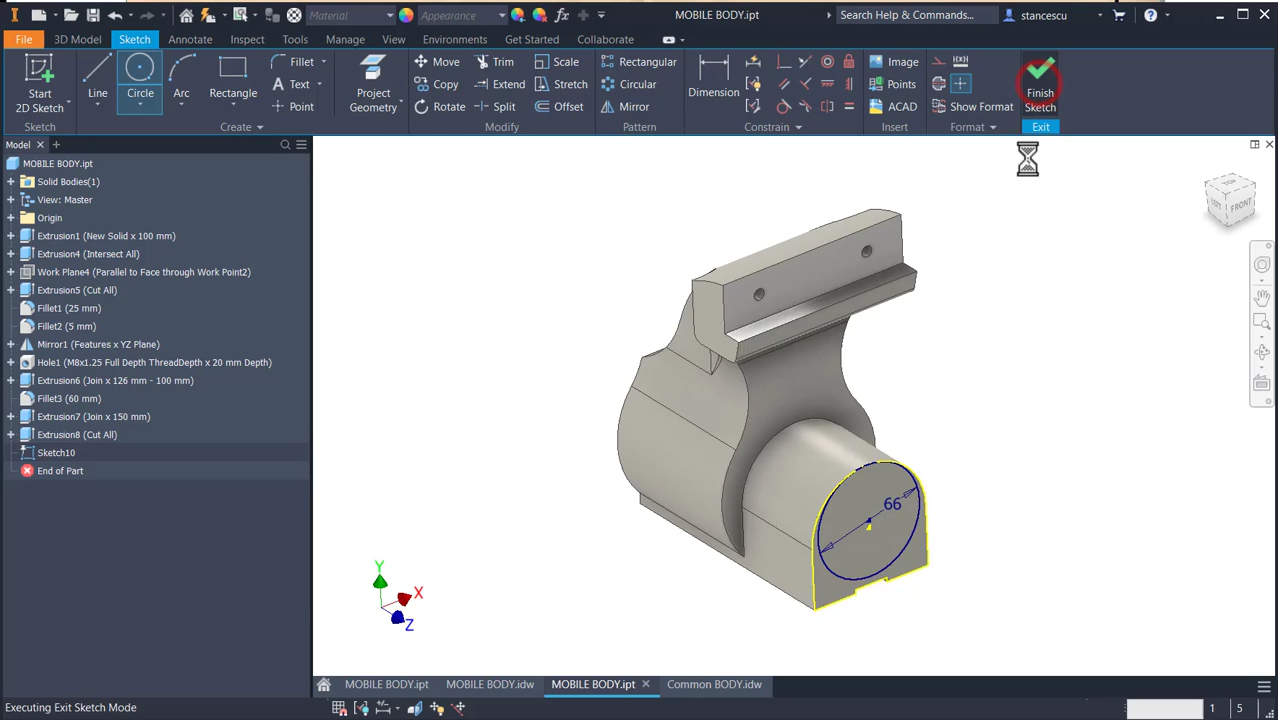 Material
Appearance
MOBILE BODY.ipt
Search Help & Commands...
stancescu
File
3D Model
Sketch
Annotate
Inspect
Tools
Manage
View
Environments
Get Started
Collaborate
Start
2D Sketch
Line
Circle
Arc
Rectangle
Fillet
Text
Point
Project
Geometry
Move
Copy
Rotate
Trim
Extend
Split
Scale
Stretch
Offset
Rectangular
Circular
Mirror
Dimension
Image
Points
ACAD
Show Format
Finish
Sketch
Sketch
Create
Modify
Pattern
Constrain
Insert
Format
Exit
Model
MOBILE BODY.ipt
Solid Bodies(1)
View: Master
Origin
Extrusion1 (New Solid x 100 mm)
Extrusion4 (Intersect All)
Work Plane4 (Parallel to Face through Work Point2)
Extrusion5 (Cut All)
Fillet1 (25 mm)
Fillet2 (5 mm)
Mirror1 (Features x YZ Plane)
Hole1 (M8x1.25 Full Depth ThreadDepth x 20 mm Depth)
Extrusion6 (Join x 126 mm - 100 mm)
Fillet3 (60 mm)
Extrusion7 (Join x 150 mm)
Extrusion8 (Cut All)
Sketch10
End of Part
TOP
FRONT
66
Y
X
Z
MOBILE BODY.ipt
MOBILE BODY.idw
MOBILE BODY.ipt
Common BODY.idw
Executing Exit Sketch Mode
1
5